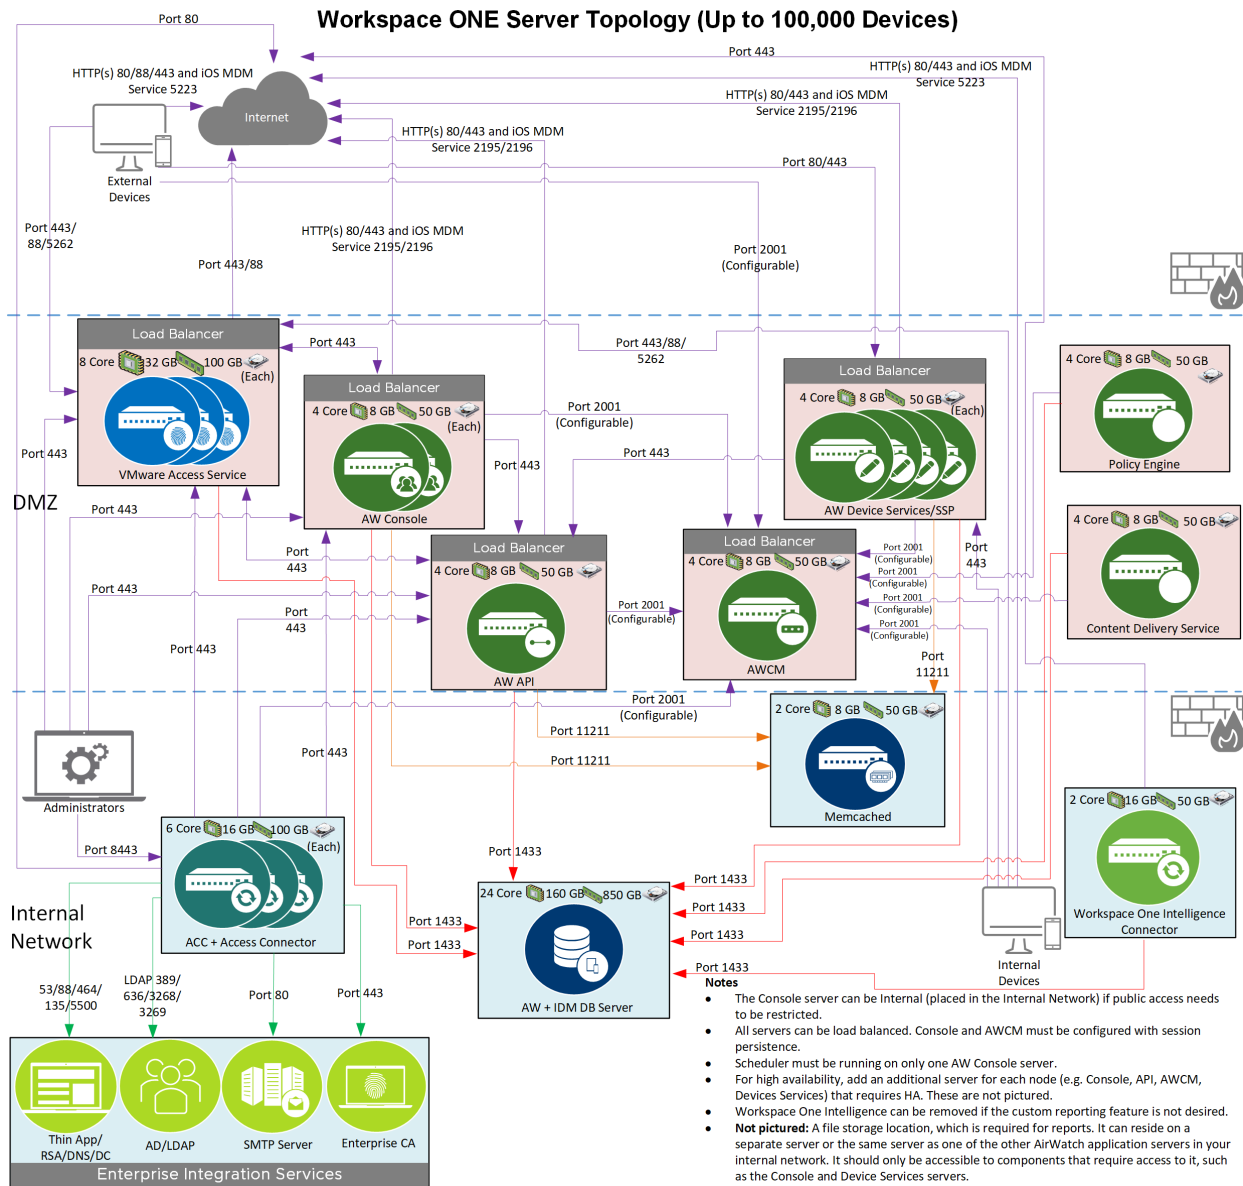 Workspace ONE Server Topology (Up to 100,000 Devices)
Port 80
Port 443
HTTP(s) 80/88/443 and iOS MDM
Service 5223
HTTP(s) 80/443 and iOS MDM
Service 5223
Internet
HTTP(s) 80/443 and iOS MDM
Service 2195/2196
HTTP(s) 80/443 and iOS MDM
Service 2195/2196
Port 80/443
External
Devices
Port 443/
88/5262
HTTP(s) 80/443 and iOS MDM
Service 2195/2196
Port 2001
(Configurable)
Port 443/88
Load Balancer
8 Core 32 GB 100 GB
(Each)
VMware Access Service
Port 443
Port 443/88/
5262
Load Balancer
4 Core 8 GB 50 GB
(Each)
AW Console
Port 2001
(Configurable)
Port 443
Load Balancer
4 Core 8 GB 50 GB
(Each)
AW Device Services/SSP
Port 443
4 Core 8 GB 50 GB
Policy Engine
Port 443
DMZ
Port 443
Port
443
Load Balancer
4 Core 8 GB 50 GB
AW API
Load Balancer
4 Core 8 GB 50 GB
AWCM
Port 2001
(Configurable)
Port 2001
(Configurable)
Port 2001
(Configurable)
Port 2001
(Configurable)
Port
443
4 Core 8 GB 50 GB
Content Delivery Service
Port 443
Port
443
Port 2001
(Configurable)
Port 443
Port
11211
Port 2001
(Configurable)
Port 11211
Port 11211
Port 443
2 Core 8 GB 50 GB
Memcached
Administrators
Port 8443
6 Core 16 GB 100 GB
(Each)
ACC + Access Connector
2 Core 16 GB 50 GB
Workspace One Intelligence
Connector
Port 1433
24 Core 160 GB 850 GB
AW + IDM DB Server
Port 1433
Port 1433
Port 1433
Port 1433
Port 1433
Port 1433
Internal
Devices
Internal
Network
53/88/464/
135/5500
LDAP 389/
636/3268/
3269
Port 80
Port 443
Thin App/
RSA/DNS/DC
AD/LDAP
SMTP Server
Enterprise CA
Enterprise Integration Services
Notes
• The Console server can be Internal (placed in the Internal Network) if public access needs
to be restricted.
• All servers can be load balanced. Console and AWCM must be configured with session
persistence.
• Scheduler must be running on only one AW Console server.
• For high availability, add an additional server for each node (e.g. Console, API, AWCM,
Devices Services) that requires HA. These are not pictured.
• Workspace One Intelligence can be removed if the custom reporting feature is not desired.
• Not pictured: A file storage location, which is required for reports. It can reside on a
separate server or the same server as one of the other AirWatch application servers in your
internal network. It should only be accessible to components that require access to it, such
as the Console and Device Services servers.